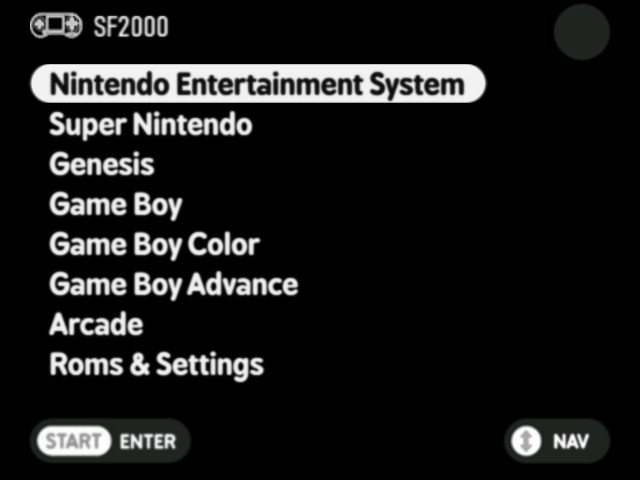 SF2000
Nintendo Entertainment System
Super Nintendo
Genesis
Game Boy
Game Boy Color
Game Boy Advance
Arcade
Roms & Settings
START ENTER
NAV